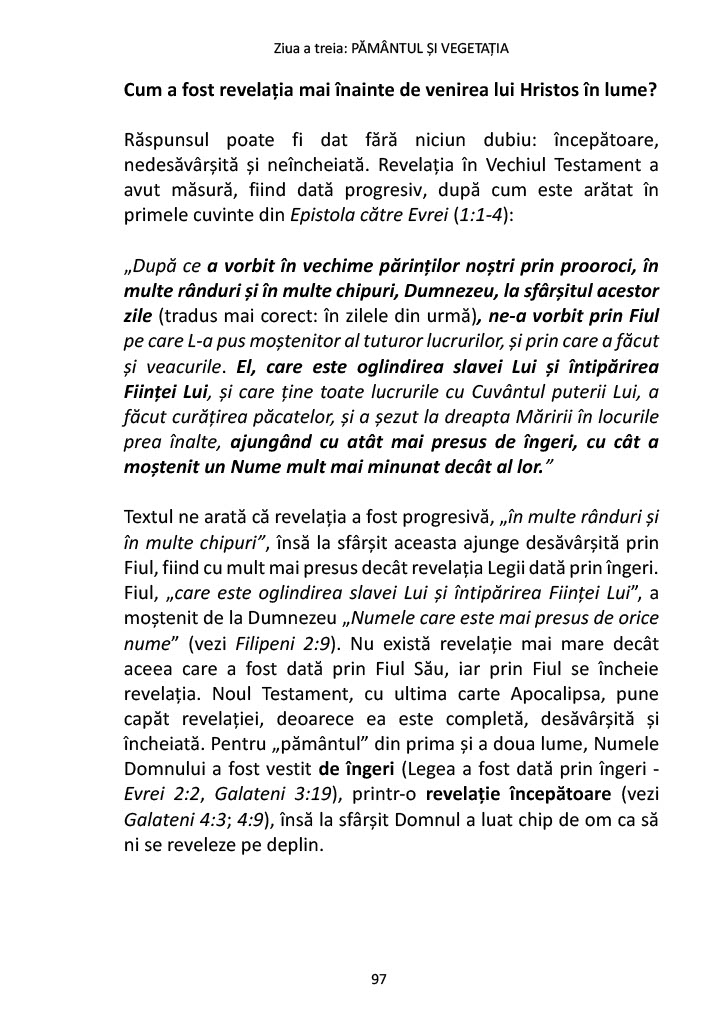 Ziua a treia: PĂMÂNTUL ȘI VEGETAȚIA
Cum a fost revelația mai înainte de venirea lui Hristos în lume?
Răspunsul poate fi dat fără niciun dubiu: începătoare,
nedesăvârșită și neîncheiată. Revelația în Vechiul Testament a
avut măsură, fiind dată progresiv, după cum este arătat în
primele cuvinte din Epistola către Evrei (1:1-4):
„După ce a vorbit în vechime părinților noștri prin prooroci, în
multe rânduri și în multe chipuri, Dumnezeu, la sfârșitul acestor
zile (tradus mai corect: în zilele din urmă), ne-a vorbit prin Fiul
pe care L-a pus moștenitor al tuturor lucrurilor, și prin care a făcut
și veacurile. El, care este oglindirea slavei Lui și întipărirea
Ființei Lui, și care ține toate lucrurile cu Cuvântul puterii Lui, a
făcut curățirea păcatelor, și a șezut la dreapta Măririi în locurile
prea înalte, ajungând cu atât mai presus de îngeri, cu cât a
moștenit un Nume mult mai minunat decât al lor.”
Textul ne arată că revelația a fost progresivă, „în multe rânduri și
în multe chipuri”, însă la sfârșit aceasta ajunge desăvârșită prin
Fiul, fiind cu mult mai presus decât revelația Legii dată prin îngeri.
Fiul, „care este oglindirea slavei Lui și întipărirea Ființei Lui”, a
moștenit de la Dumnezeu „Numele care este mai presus de orice
nume” (vezi Filipeni 2:9). Nu există revelație mai mare decât
aceea care a fost dată prin Fiul Său, iar prin Fiul se încheie
revelația. Noul Testament, cu ultima carte Apocalipsa, pune
capăt revelației, deoarece ea este completă, desăvârșită și
încheiată. Pentru „pământul” din prima și a doua lume, Numele
Domnului a fost vestit de îngeri (Legea a fost dată prin îngeri -
Evrei 2:2, Galateni 3:19), printr-o revelație începătoare (vezi
Galateni 4:3; 4:9), însă la sfârșit Domnul a luat chip de om ca să
ni se reveleze pe deplin.
97